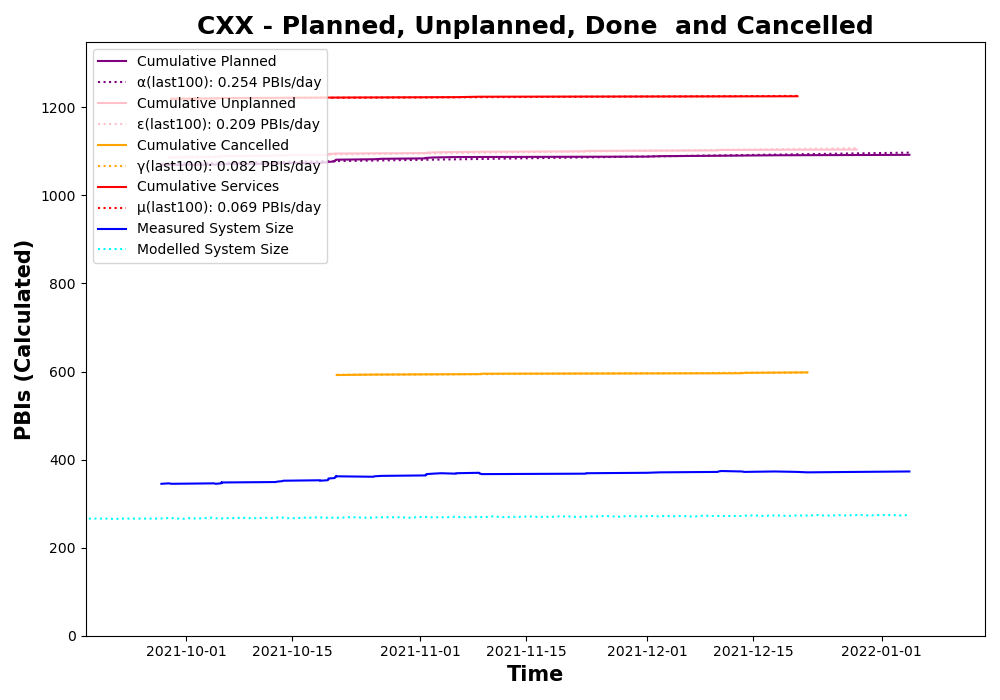 CXX - Planned, Unplanned, Done  and Cancelled
Cumulative Planned
α(last100): 0.254 PBIs/day
Cumulative Unplanned
ε(last100): 0.209 PBIs/day
Cumulative Cancelled
γ(last100): 0.082 PBIs/day
Cumulative Services
μ(last100): 0.069 PBIs/day
Measured System Size
Modelled System Size
PBIs (Calculated)
1200
1000
800
600
400
200
0
2021-10-01 2021-10-15 2021-11-01 2021-11-15 2021-12-01 2021-12-15 2022-01-01
Time